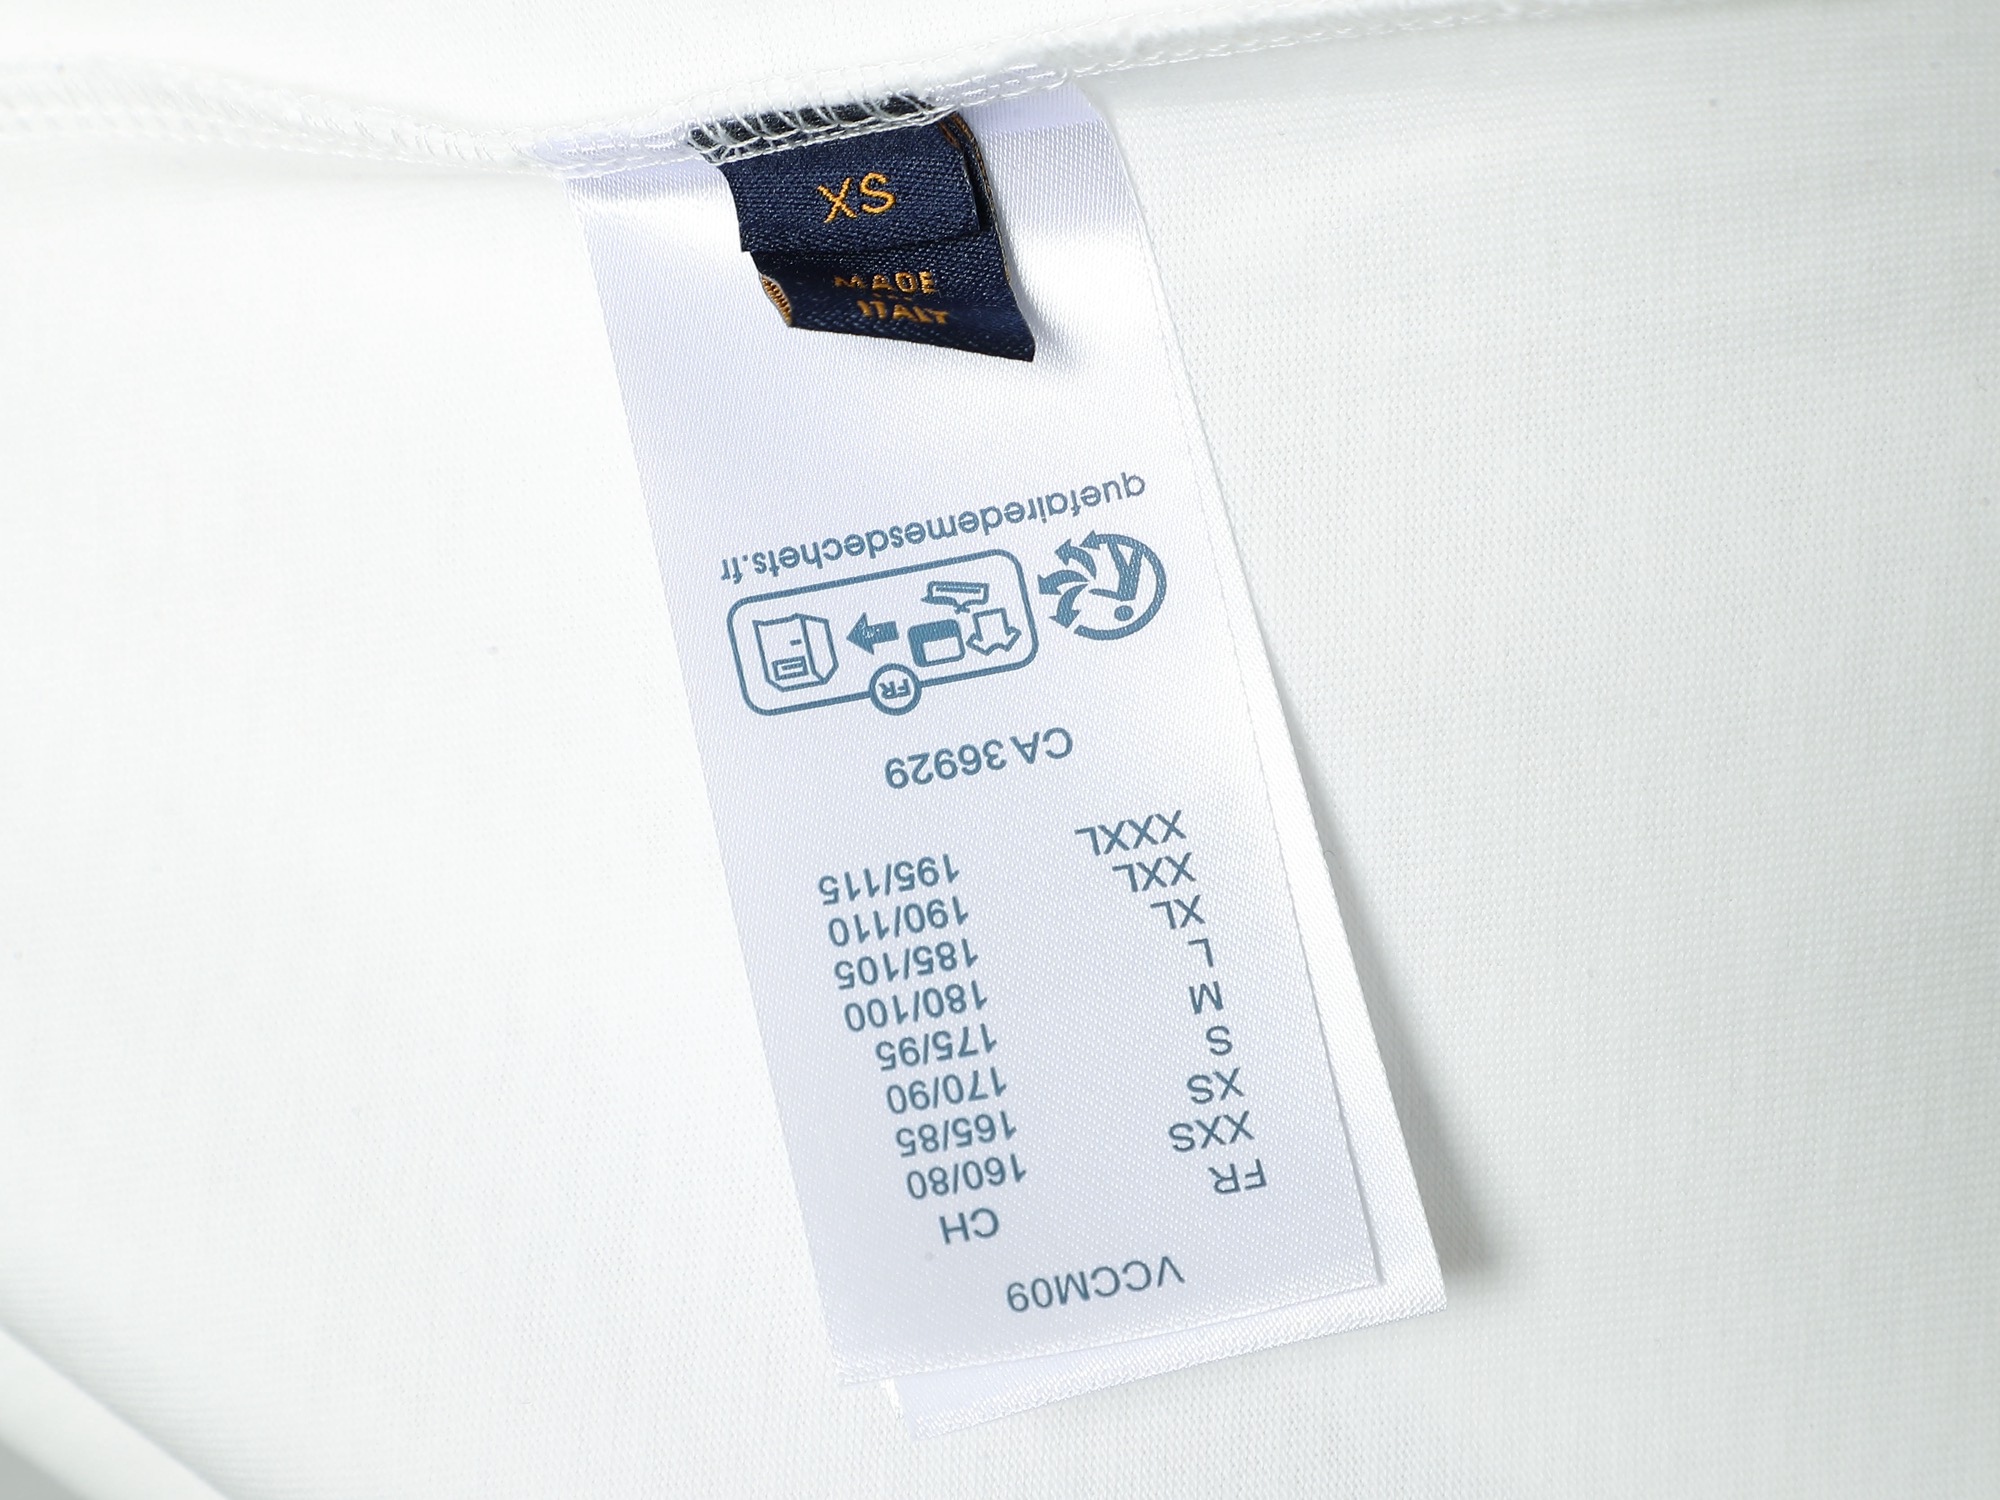 XS
MADE
ITALY
VCCM09
FR CH
XXS 160/80
XS 165/85
S 170/90
M 175/95
L 180/100
XL 185/105
XXL 190/110
XXXL 195/115
CA 36929
FR
quefairedemesdechets.fr